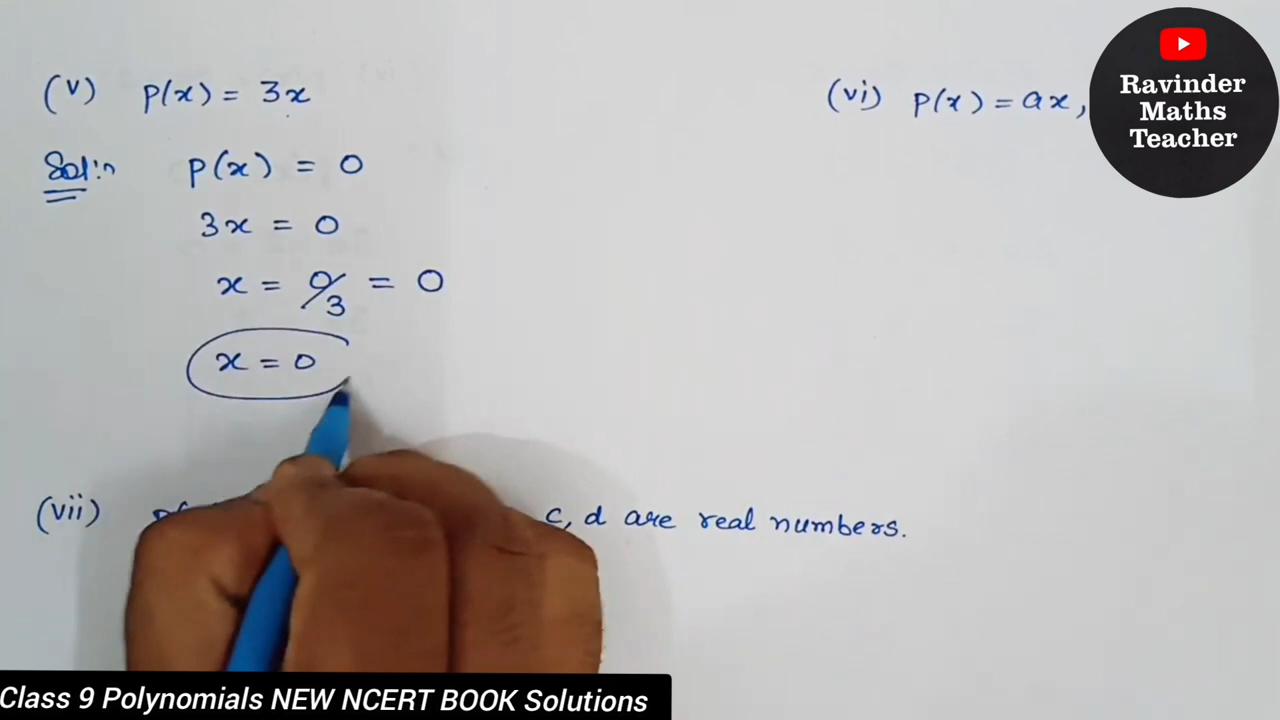 (v) p(x) = 3x
Sol:n p(x) = 0
3x = 0
x = 0/3 = 0
x = 0
(vi) p(x) = ax,
(vii)
c, d are real numbers.
Ravinder
Maths
Teacher
Class 9 Polynomials NEW NCERT BOOK Solutions